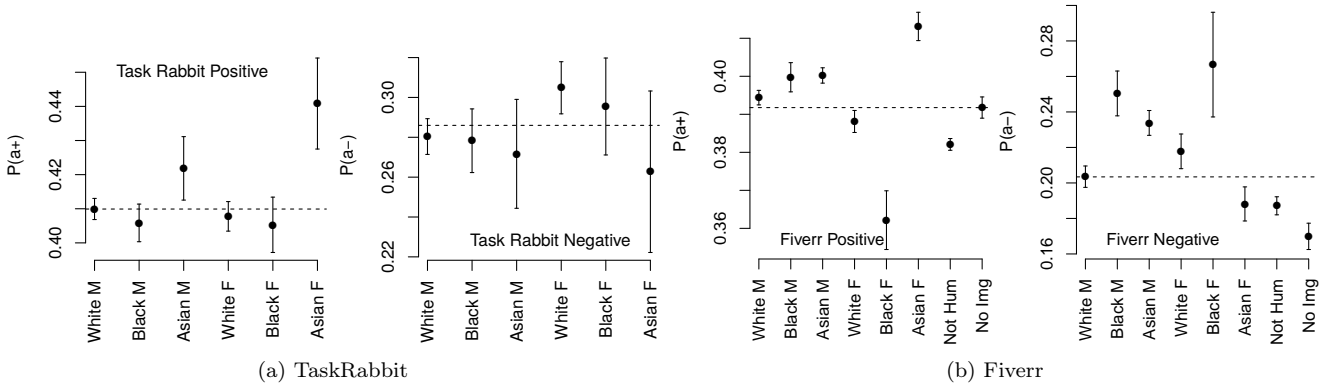 Task Rabbit Positive
P(a+)
0.44
0.42
0.40
White M
Black M
Asian M
White F
Black F
Asian F
Task Rabbit Negative
P(a−)
0.30
0.26
0.22
White M
Black M
Asian M
White F
Black F
Asian F
(a) TaskRabbit
Fiverr Positive
P(a+)
0.40
0.38
0.36
White M
Black M
Asian M
White F
Black F
Asian F
Not Hum
No Img
Fiverr Negative
P(a−)
0.28
0.24
0.20
0.16
White M
Black M
Asian M
White F
Black F
Asian F
Not Hum
No Img
(b) Fiverr